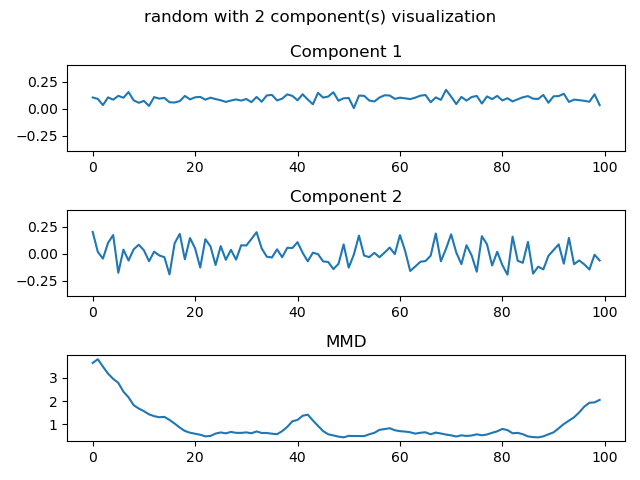 random with 2 component(s) visualization
Component 1
0.25
0.00
−0.25
0 20 40 60 80 100
Component 2
0.25
0.00
−0.25
0 20 40 60 80 100
MMD
3
2
1
0 20 40 60 80 100